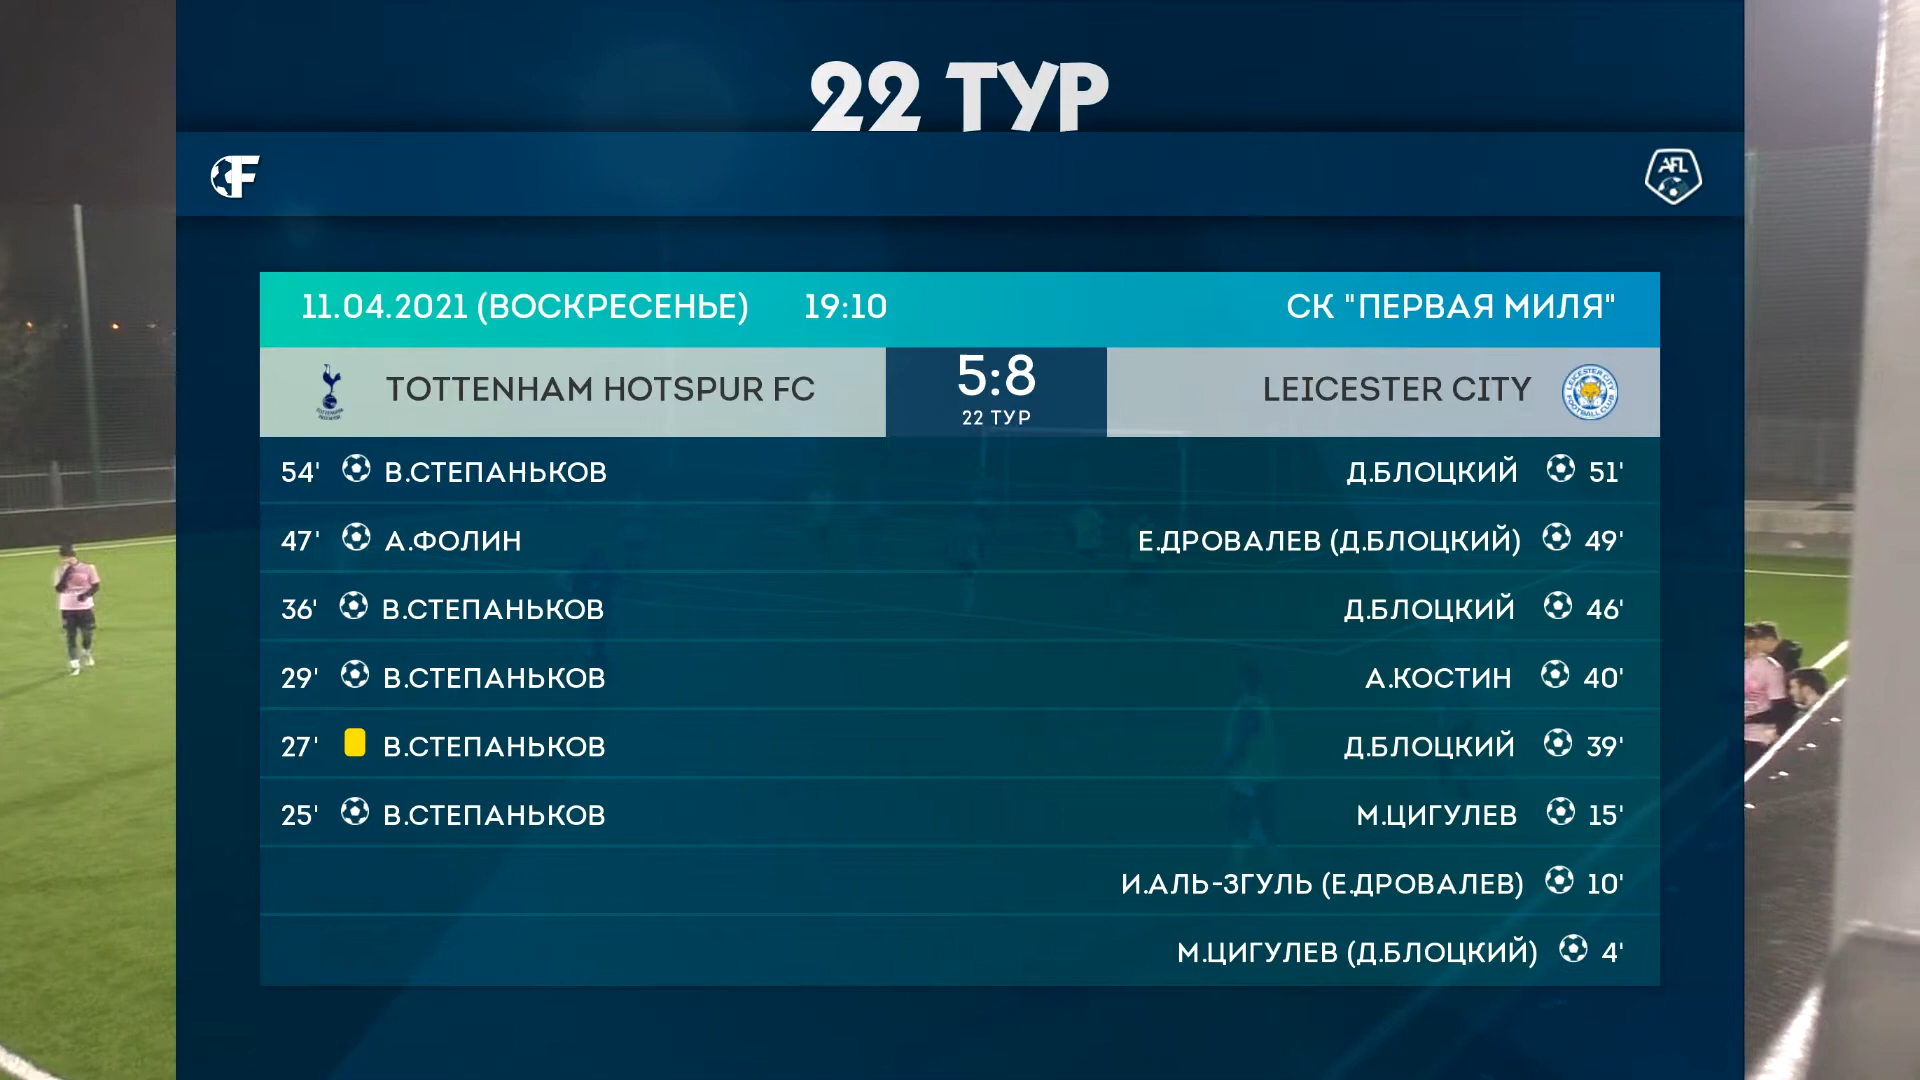 22 ТУР
F
AFL
11.04.2021 (ВОСКРЕСЕНЬЕ) 19:10 СК "ПЕРВАЯ МИЛЯ"
TOTTENHAM HOTSPUR FC 5:8 LEICESTER CITY
22 ТУР
54' В.СТЕПАНЬКОВ Д.БЛОЦКИЙ 51'
47' А.ФОЛИН Е.ДРОВАЛЕВ (Д.БЛОЦКИЙ) 49'
36' В.СТЕПАНЬКОВ Д.БЛОЦКИЙ 46'
29' В.СТЕПАНЬКОВ А.КОСТИН 40'
27' В.СТЕПАНЬКОВ Д.БЛОЦКИЙ 39'
25' В.СТЕПАНЬКОВ М.ЦИГУЛЕВ 15'
И.АЛЬ-ЗГУЛЬ (Е.ДРОВАЛЕВ) 10'
М.ЦИГУЛЕВ (Д.БЛОЦКИЙ) 4'